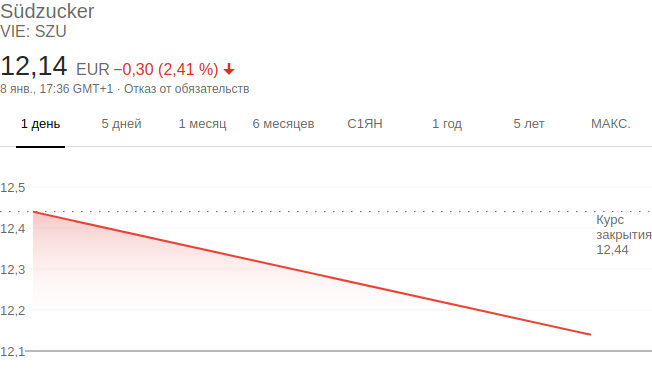 Südzucker
VIE: SZU
12,14 EUR −0,30 (2,41 %)
8 янв., 17:36 GMT+1 · Отказ от обязательств
1 день 5 дней 1 месяц 6 месяцев С1ЯН 1 год 5 лет МАКС.
12,5
12,4
12,3
12,2
12,1
Курс
закрытия
12,44